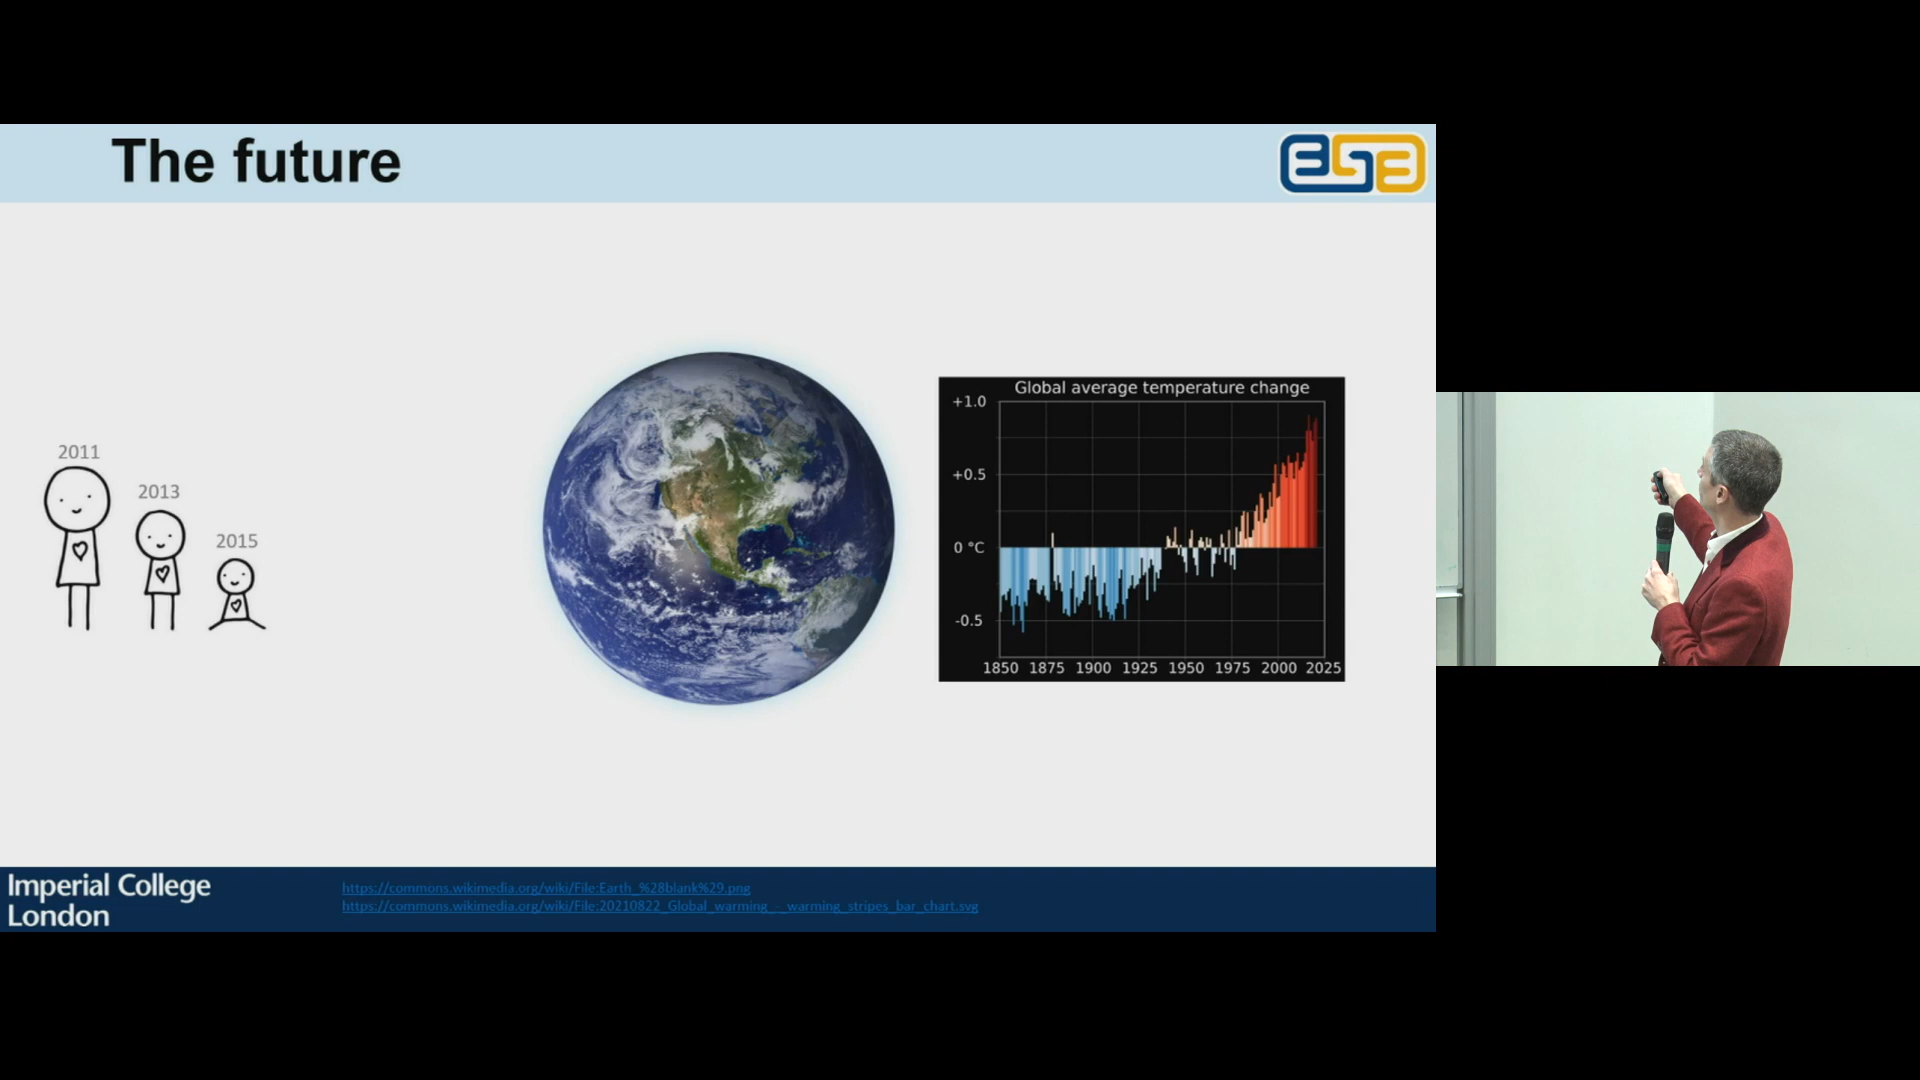 The future
2011
2013
2015
Global average temperature change
+1.0
+0.5
0 °C
-0.5
1850 1875 1900 1925 1950 1975 2000 2025
Imperial College
London
https://commons.wikimedia.org/wiki/File:Earth_%28blank%29.png
https://commons.wikimedia.org/wiki/File:20210822_Global_warming_-_warming_stripes_bar_chart.svg